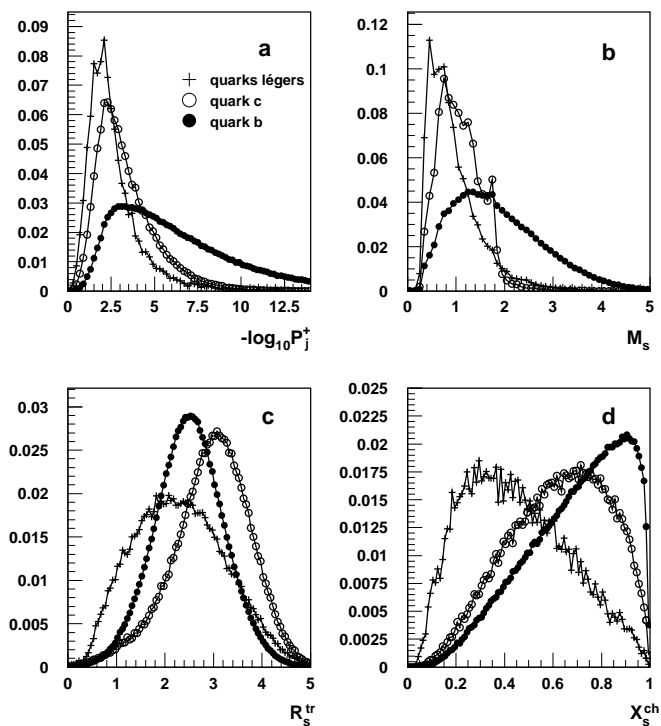 a
quarks légers
quark c
quark b
0.09
0.08
0.07
0.06
0.05
0.04
0.03
0.02
0.01
0
0 2.5 5 7.5 10 12.5
-log₁₀Pⱼ⁺
b
0.12
0.1
0.08
0.06
0.04
0.02
0
0 1 2 3 4 5
Mₛ
c
0.03
0.025
0.02
0.015
0.01
0.005
0
0 1 2 3 4 5
Rₛᵗʳ
d
0.025
0.0225
0.02
0.0175
0.015
0.0125
0.01
0.0075
0.005
0.0025
0
0 0.2 0.4 0.6 0.8 1
Xₛᶜʰ